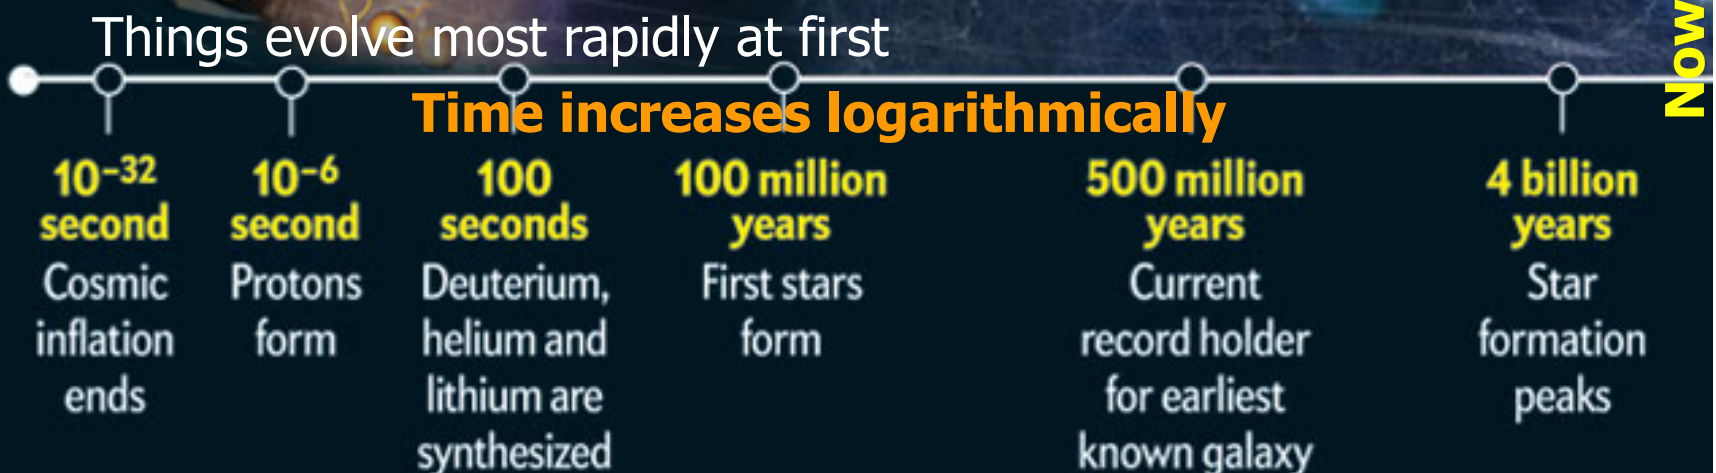 Things evolve most rapidly at first
Now
Time increases logarithmically
10⁻³²
second
Cosmic
inflation
ends
10⁻⁶
second
Protons
form
100
seconds
Deuterium,
helium and
lithium are
synthesized
100 million
years
First stars
form
500 million
years
Current
record holder
for earliest
known galaxy
4 billion
years
Star
formation
peaks